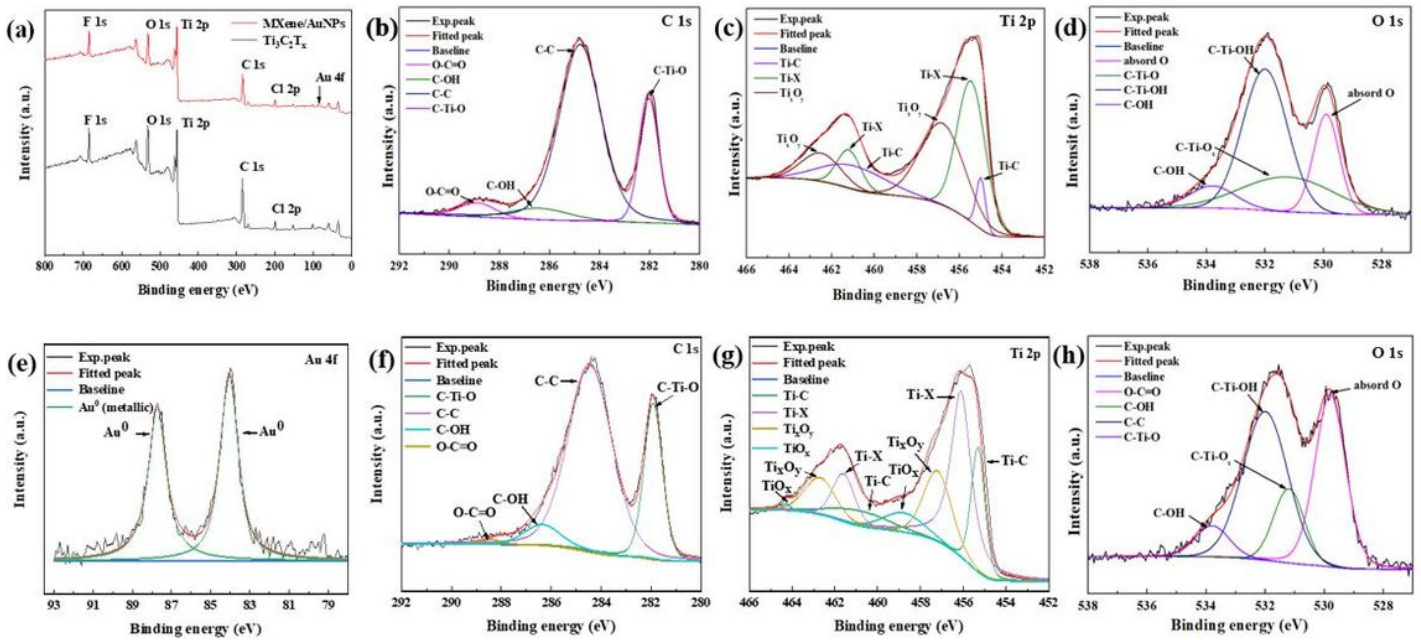 (a)
F 1s
O 1s
Ti 2p
MXene/AuNPs
Ti₃C₂Tₓ
C 1s
Cl 2p
Au 4f
F 1s
O 1s
Ti 2p
C 1s
Cl 2p
Intensity (a.u.)
800 700 600 500 400 300 200 100 0
Binding energy (eV)
(b)
Exp.peak
Fitted peak
Baseline
O-C=O
C-OH
C-C
C-Ti-O
C 1s
C-C
C-Ti-O
O-C=O
C-OH
Intensity (a.u.)
292 290 288 286 284 282 280
Binding energy (eV)
(c)
Exp.peak
Fitted peak
Baseline
Ti-C
Ti-X
TiₓOᵧ
Ti 2p
Ti-X
TiₓOᵧ
TiₓOᵧ
Ti-X
Ti-C
Ti-C
Intensity (a.u.)
466 464 462 460 458 456 454 452
Binding energy (eV)
(d)
Exp.peak
Fitted peak
Baseline
absord O
C-Ti-O
C-Ti-OH
C-OH
O 1s
C-Ti-OH
absord O
C-Ti-Oₓ
C-OH
Intensit (a.u.)
538 536 534 532 530 528
Binding energy (eV)
(e)
Exp.peak
Fitted peak
Baseline
Au⁰ (metallic)
Au 4f
Au⁰
Au⁰
Intensity (a.u.)
93 91 89 87 85 83 81 79
Binding energy (eV)
(f)
Exp.peak
Fitted peak
Baseline
C-Ti-O
C-C
C-OH
O-C=O
C 1s
C-C
C-Ti-O
O-C=O
C-OH
Intensity (a.u.)
292 290 288 286 284 282 280
Binding energy (eV)
(g)
Exp.peak
Fitted peak
Baseline
Ti-C
Ti-X
TiₓOᵧ
TiOₓ
Ti 2p
Ti-X
TiₓOᵧ
TiOₓ
Ti-C
TiₓOᵧ
TiOₓ
Ti-X
Ti-C
Intensity (a.u.)
466 464 462 460 458 456 454 452
Binding energy (eV)
(h)
Exp.peak
Fitted peak
Baseline
O-C=O
C-OH
C-C
C-Ti-O
O 1s
C-Ti-OH
absord O
C-Ti-Oₓ
C-OH
Intensity (a.u.)
538 536 534 532 530 528
Binding energy (eV)